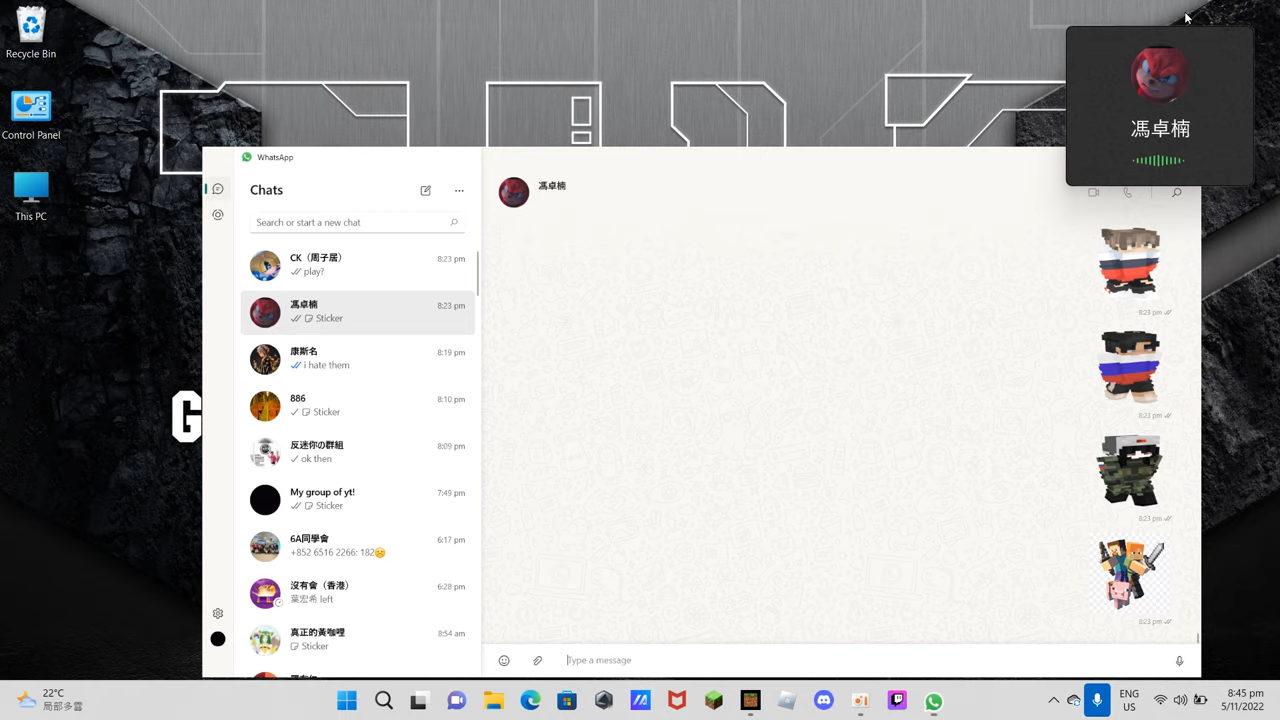 Recycle Bin
Control Panel
This PC
G
馮卓楠
WhatsApp
Chats
Search or start a new chat
CK（周子居）
8:23 pm
play?
馮卓楠
8:23 pm
Sticker
康斯名
8:19 pm
i hate them
886
8:10 pm
Sticker
反迷你の群組
8:09 pm
ok then
My group of yt!
7:49 pm
Sticker
6A同學會
6:17 pm
+852 6516 2266: 182
沒有會（香港）
6:28 pm
葉宏希 left
真正的黃咖哩
8:54 am
Sticker
馮卓楠
8:23 pm
8:23 pm
8:23 pm
8:23 pm
Type a message
22°C
局部多雲
ENG
US
8:45 pm
5/11/2022